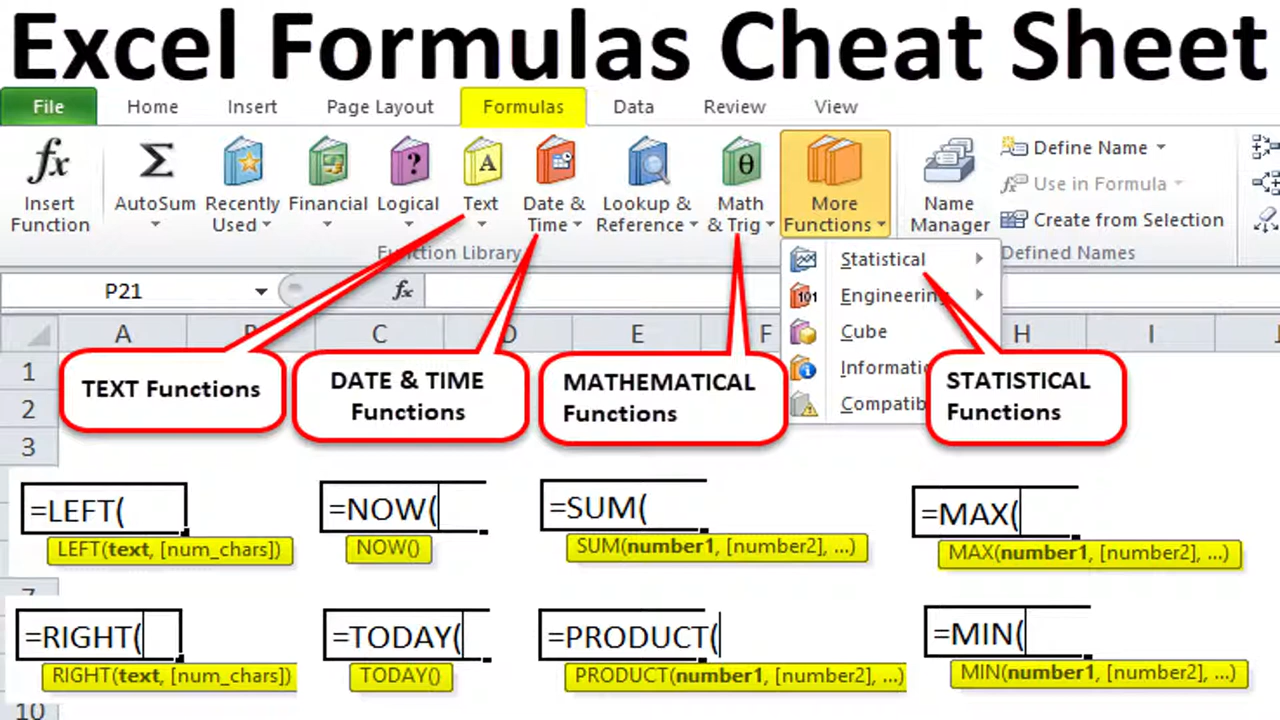 Excel Formulas Cheat Sheet
File Home Insert Page Layout Formulas Data Review View
fx Σ ? A θ Define Name
Use in Formula
Insert Function
AutoSum
Recently Used
Financial
Logical
Text
Date & Time
Lookup & Reference
Math & Trig
More Functions
Name Manager
Create from Selection
Function Library
Defined Names
P21 fx
Statistical
101 Engineering
Cube
A C D E F H I
1
2
3
TEXT Functions
DATE & TIME
Functions
MATHEMATICAL
Functions
STATISTICAL
Functions
=LEFT(
LEFT(text, [num_chars])
=NOW(
NOW()
=SUM(
SUM(number1, [number2], ...)
=MAX(
MAX(number1, [number2], ...)
7
=RIGHT(
RIGHT(text, [num_chars])
=TODAY(
TODAY()
=PRODUCT(
PRODUCT(number1, [number2], ...)
=MIN(
MIN(number1, [number2], ...)
10